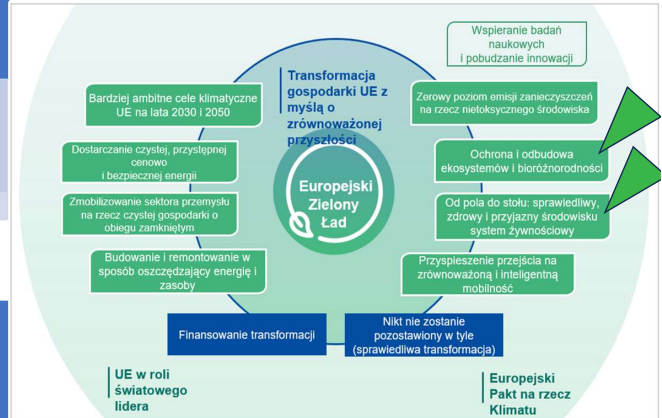 Wspieranie badań
naukowych
i pobudzanie innowacji
Transformacja
gospodarki UE z
myślą o
zrównoważonej
przyszłości
Bardziej ambitne cele klimatyczne
UE na lata 2030 i 2050
Zerowy poziom emisji zanieczyszczeń
na rzecz nietoksycznego środowiska
Dostarczanie czystej, przystępnej
cenowo
i bezpiecznej energii
Ochrona i odbudowa
ekosystemów i bioróżnorodności
Europejski
Zielony
Ład
Zmobilizowanie sektora przemysłu
na rzecz czystej gospodarki o
obiegu zamkniętym
Od pola do stołu: sprawiedliwy,
zdrowy i przyjazny środowisku
system żywnościowy
Budowanie i remontowanie w
sposób oszczędzający energię i
zasoby
Przyspieszenie przejścia na
zrównoważoną i inteligentną
mobilność
Finansowanie transformacji
Nikt nie zostanie
pozostawiony w tyle
(sprawiedliwa transformacja)
UE w roli
światowego
lidera
Europejski
Pakt na rzecz
Klimatu